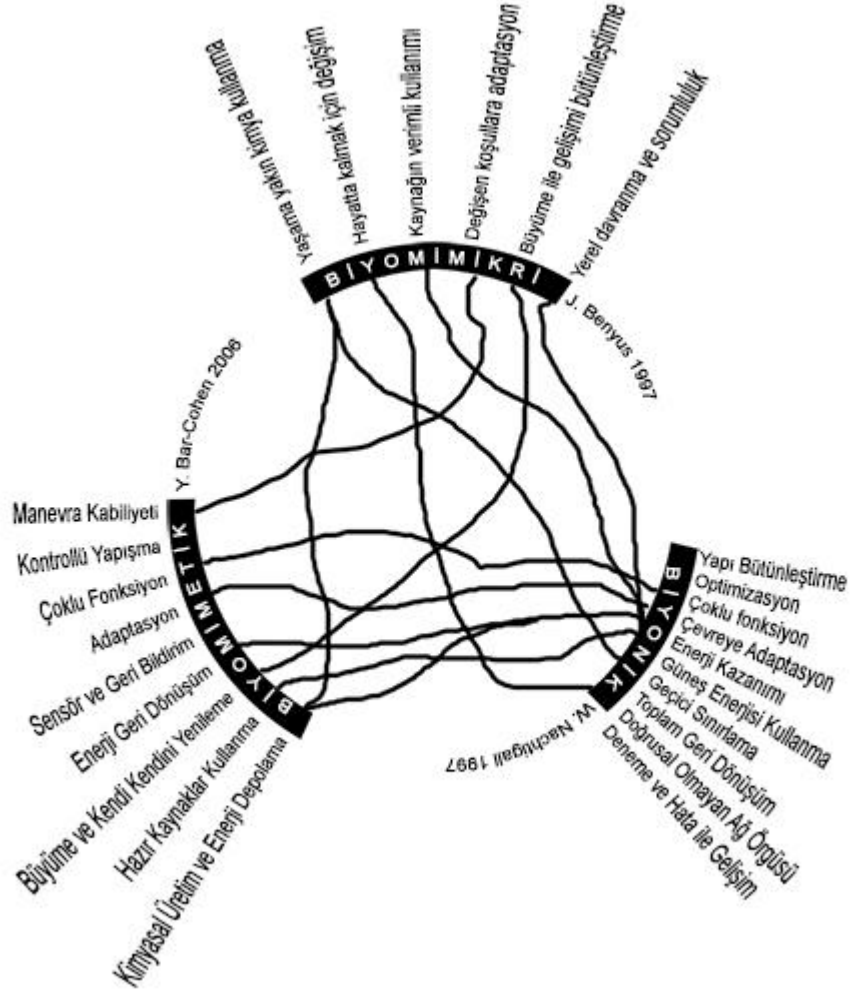 Yaşama yakın kimya kullanma
Hayatta kalmak için değişim
Kaynağın verimli kullanımı
Değişen koşullara adaptasyon
Büyüme ile gelişimi bütünleştirme
Yerel davranma ve sorumluluk
BİYOMİMİKRİ
J. Benyus 1997
Y. Bar-Cohen 2006
BİYOMİMETİK
Manevra Kabiliyeti
Kontrollü Yapışma
Çoklu Fonksiyon
Adaptasyon
Sensör ve Geri Bildirim
Enerji Geri Dönüşüm
Büyüme ve Kendi Kendini Yenileme
Hazır Kaynaklar Kullanma
Kimyasal Üretim ve Enerji Depolama
BİYONİK
W. Nachtigall 1997
Yapı Bütünleştirme
Optimizasyon
Çoklu fonksiyon
Çevreye Adaptasyon
Enerji Kazanımı
Güneş Enerjisi Kullanma
Geçici Sınırlama
Toplam Geri Dönüşüm
Doğrusal Olmayan Ağ Örgüsü
Deneme ve Hata ile Gelişim